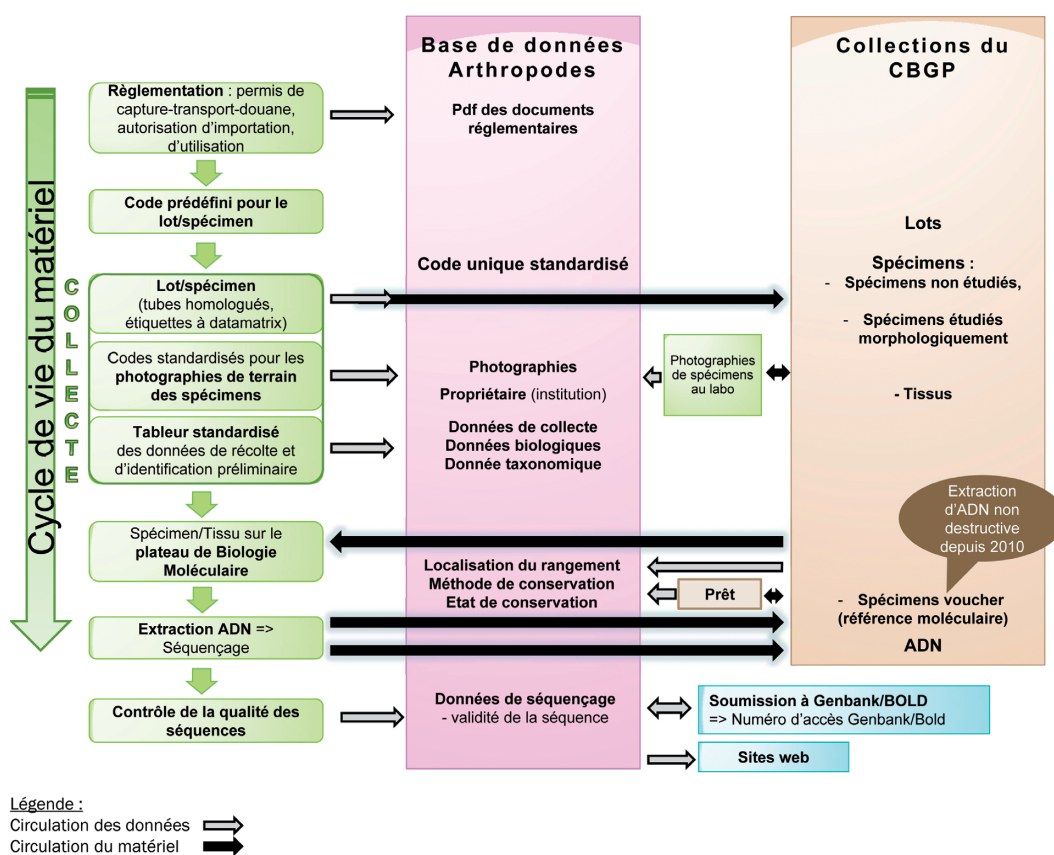 Cycle de vie du matériel
COLLECTE
Règlementation : permis de
capture-transport-douane,
autorisation d'importation,
d'utilisation
Code prédéfini pour le
lot/spécimen
Lot/spécimen
(tubes homologués,
étiquettes à datamatrix)
Codes standardisés pour les
photographies de terrain
des spécimens
Tableur standardisé
des données de récolte et
d'identification préliminaire
Spécimen/Tissu sur le
plateau de Biologie
Moléculaire
Extraction ADN =>
Séquençage
Contrôle de la qualité des
séquences
Base de données
Arthropodes
Pdf des documents
réglementaires
Code unique standardisé
Photographies
Propriétaire (institution)
Données de collecte
Données biologiques
Donnée taxonomique
Localisation du rangement
Méthode de conservation
Etat de conservation
Données de séquençage
- validité de la séquence
Photographies
de spécimens
au labo
Prêt
Collections du
CBGP
Lots
Spécimens :
- Spécimens non étudiés,
- Spécimens étudiés
morphologiquement
- Tissus
Extraction
d'ADN non
destructive
depuis 2010
- Spécimens voucher
(référence moléculaire)
ADN
Soumission à Genbank/BOLD
=> Numéro d'accès Genbank/Bold
Sites web
Légende :
Circulation des données
Circulation du matériel